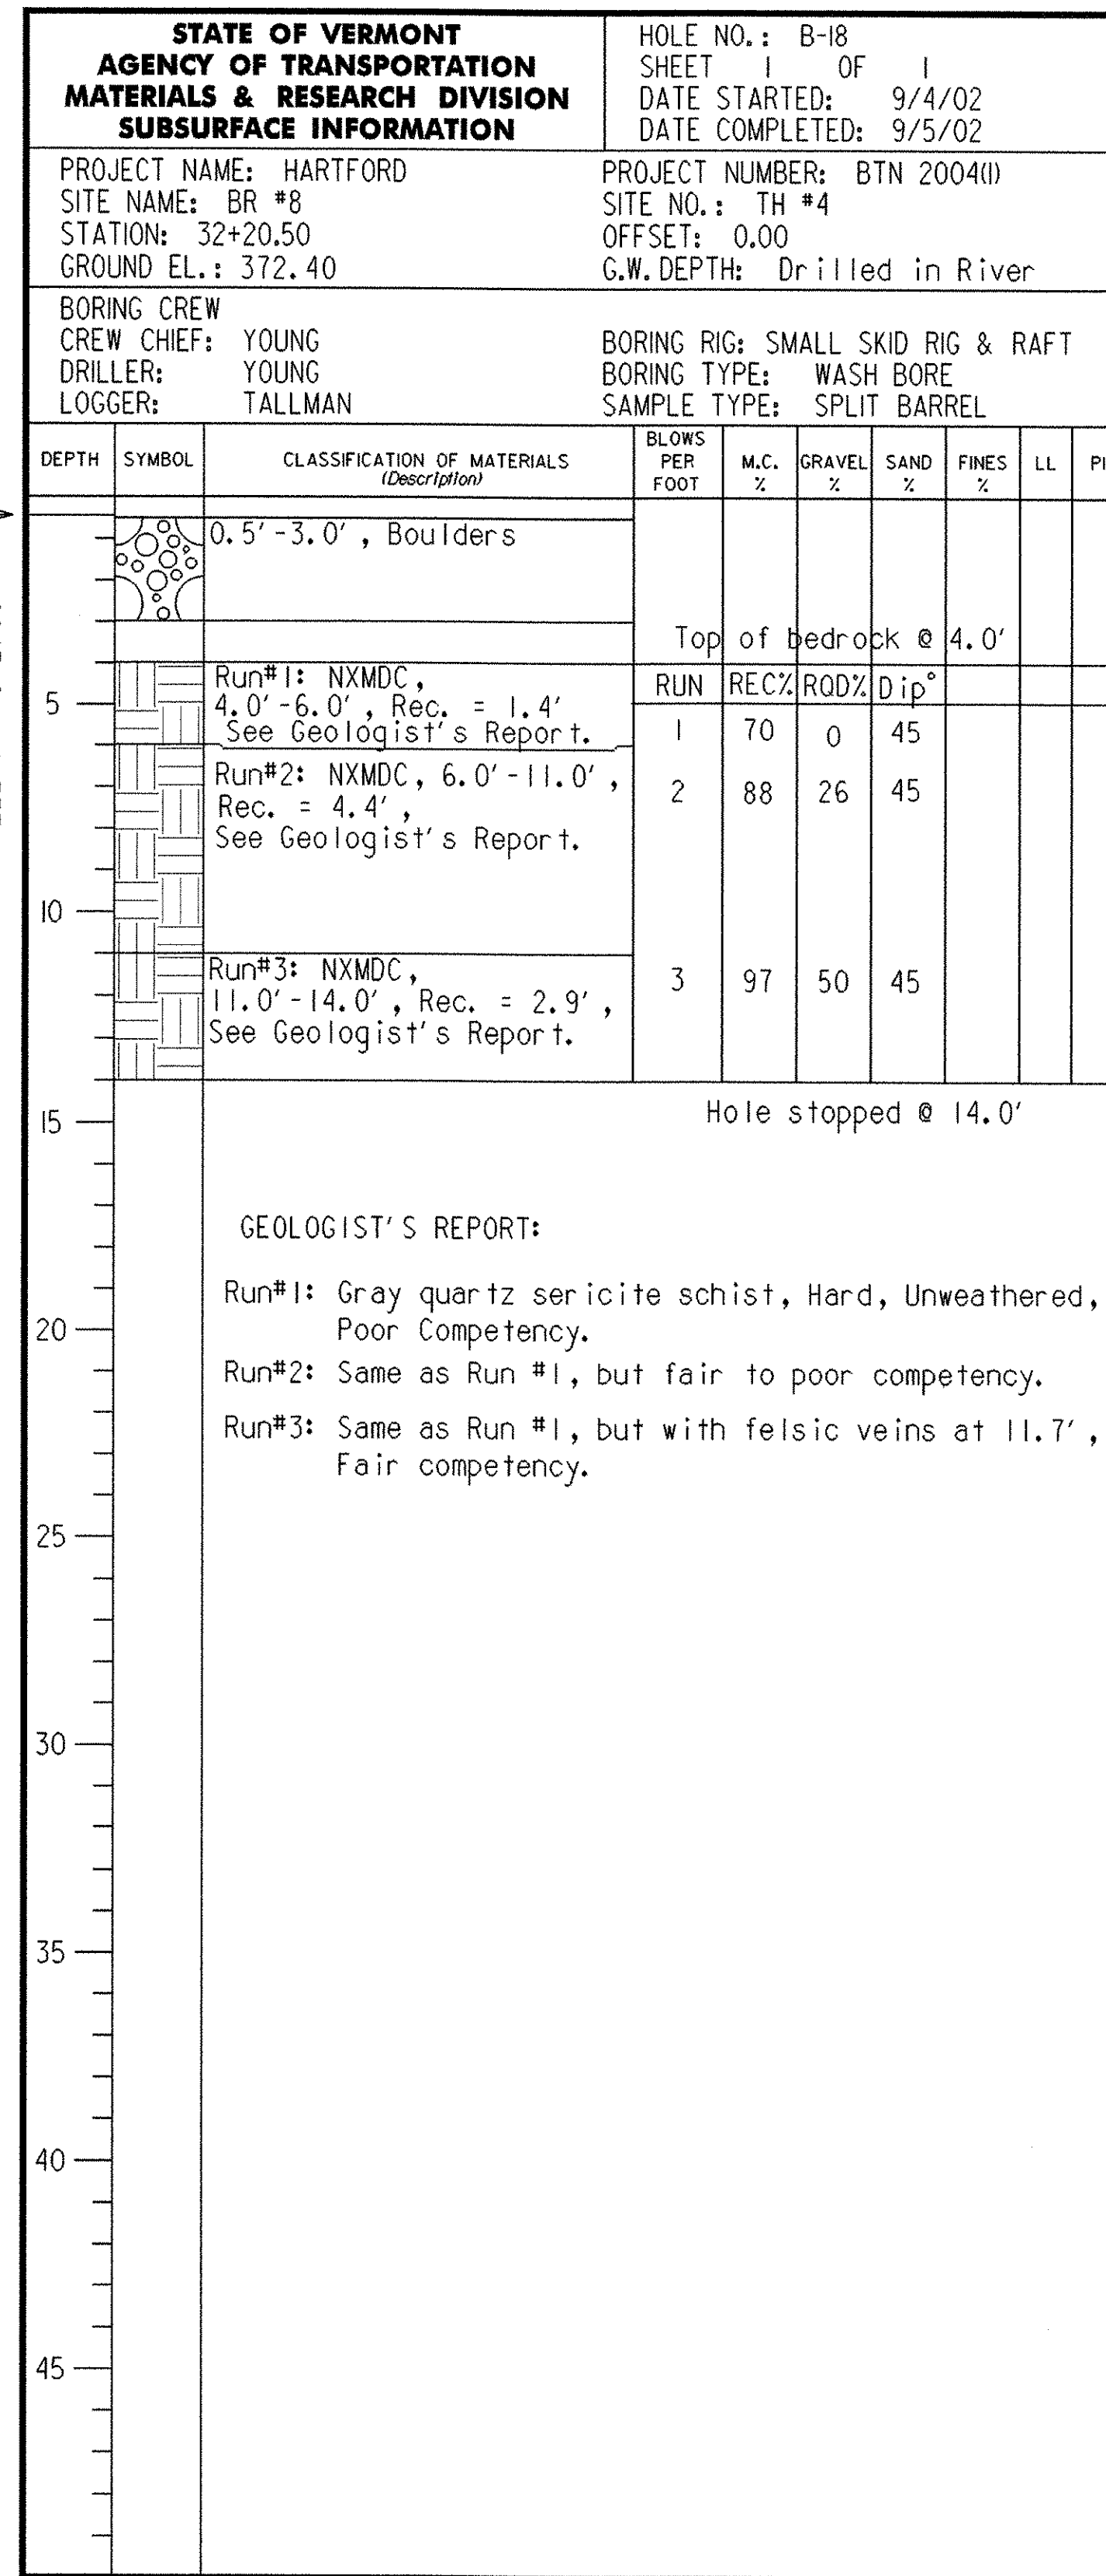 STATE OF VERMONT
AGENCY OF TRANSPORTATION
MATERIALS & RESEARCH DIVISION
SUBSURFACE INFORMATION
HOLE NO.: B-18
SHEET 1 OF 1
DATE STARTED: 9/4/02
DATE COMPLETED: 9/5/02
PROJECT NAME: HARTFORD
SITE NAME: BR #8
STATION: 32+20.50
GROUND EL.: 372.40
PROJECT NUMBER: BTN 2004(1)
SITE NO.: TH #4
OFFSET: 0.00
G.W. DEPTH: Drilled in River
BORING CREW
CREW CHIEF: YOUNG
DRILLER: YOUNG
LOGGER: TALLMAN
BORING RIG: SMALL SKID RIG & RAFT
BORING TYPE: WASH BORE
SAMPLE TYPE: SPLIT BARREL
DEPTH SYMBOL CLASSIFICATION OF MATERIALS (Description) BLOWS PER FOOT M.C. % GRAVEL % SAND % FINES % LL PI
0.5'-3.0', Boulders
Top of bedrock @ 4.0'
RUN REC% RQD% Dip°
5
Run#1: NXMDC,
4.0'-6.0', Rec. = 1.4'
See Geologist's Report.
1 70 0 45
Run#2: NXMDC, 6.0'-11.0',
Rec. = 4.4',
See Geologist's Report.
2 88 26 45
10
Run#3: NXMDC,
11.0'-14.0', Rec. = 2.9',
See Geologist's Report.
3 97 50 45
Hole stopped @ 14.0'
15
GEOLOGIST'S REPORT:
Run#1: Gray quartz sericite schist, Hard, Unweathered,
Poor Competency.
20
Run#2: Same as Run #1, but fair to poor competency.
Run#3: Same as Run #1, but with felsic veins at 11.7',
Fair competency.
25
30
35
40
45